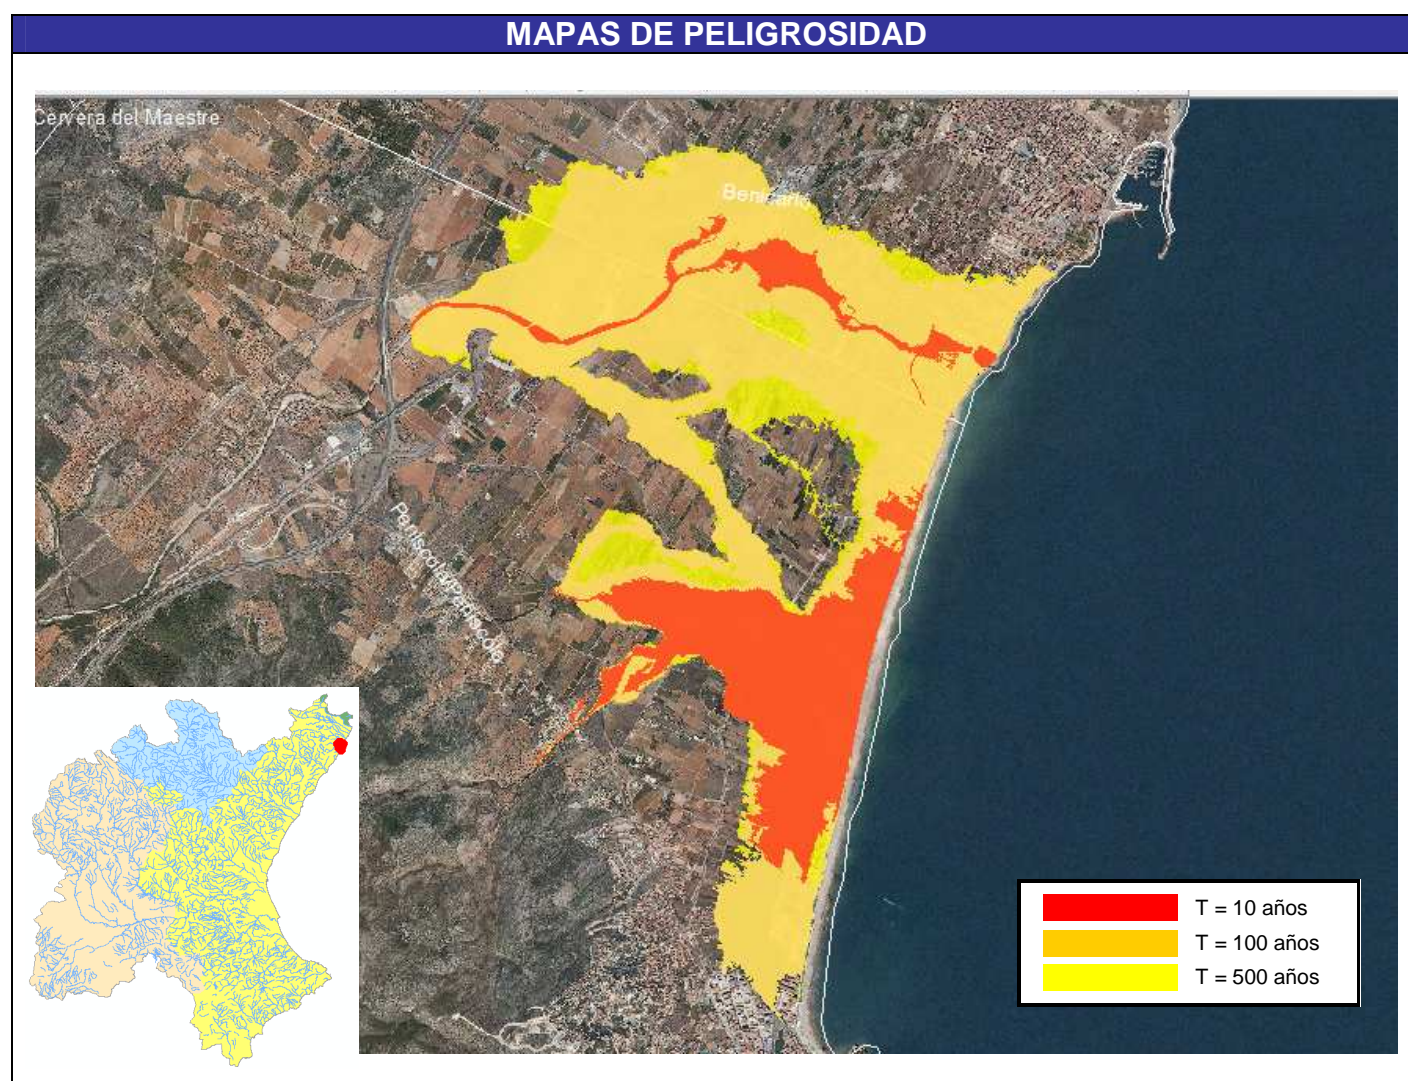 MAPAS DE PELIGROSIDAD
Cervera del Maestre
Benicarló
Peñíscola/Peníscola
T = 10 años
T = 100 años
T = 500 años